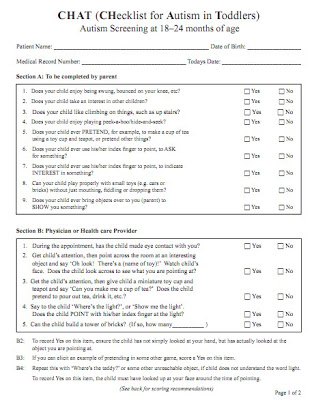 CHAT (CHecklist for Autism in Toddlers)
Autism Screening at 18–24 months of age
Patient Name: Date of Birth:
Medical Record Number: Todays Date:
Section A: To be completed by parent
1. Does your child enjoy being swung, bounced on your knee, etc? Yes No
2. Does your child take an interest in other children? Yes No
3. Does your child like climbing on things, such as up stairs? Yes No
4. Does your child enjoy playing peek-a-boo/hide-and-seek? Yes No
5. Does your child ever PRETEND, for example, to make a cup of tea Yes No
using a toy cup and teapot, or pretend other things?
6. Does your child ever use his/her index finger to point, to ASK Yes No
for something?
7. Does your child ever use his/her index finger to point, to indicate Yes No
INTEREST in something?
8. Can your child play properly with small toys (e.g. cars or Yes No
bricks) without just mouthing, fiddling or dropping them?
9. Does your child ever bring objects over to you (parent) to Yes No
SHOW you something?
Section B: Physician or Health care Provider
1. During the appointment, has the child made eye contact with you? Yes No
2. Get child's attention, then point across the room at an interesting Yes No
object and say 'Oh look! There's a (name of toy)!' Watch child's
face. Does the child look across to see what you are pointing at?
3. Get the child's attention, then give child a miniature toy cup and Yes No
teapot and say 'Can you make me a cup of tea?' Does the child
pretend to pour out tea, drink it, etc.?
4. Say to the child 'Where's the light?', or 'Show me the light'. Yes No
Does the child POINT with his/her index finger at the light?
5. Can the child build a tower of bricks? (If so, how many ) Yes No
B2: To record Yes on this item, ensure the child has not simply looked at your hand, but has actually looked at the
object you are pointing at.
B3: If you can elicit an example of pretending in some other game, score a Yes on this item.
B4: Repeat this with 'Where's the teddy?' or some other unreachable object, if child does not understand the word light.
To record Yes on this item, the child must have looked up at your face around the time of pointing.
(See back for scoring recommendations)
Page 1 of 2